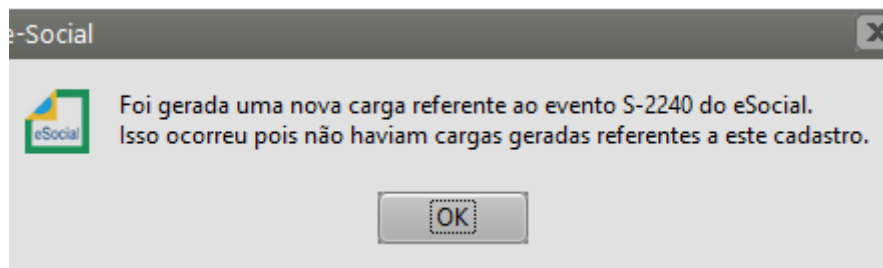 e-Social
X
eSocial
Foi gerada uma nova carga referente ao evento S-2240 do eSocial.
Isso ocorreu pois não haviam cargas geradas referentes a este cadastro.
OK